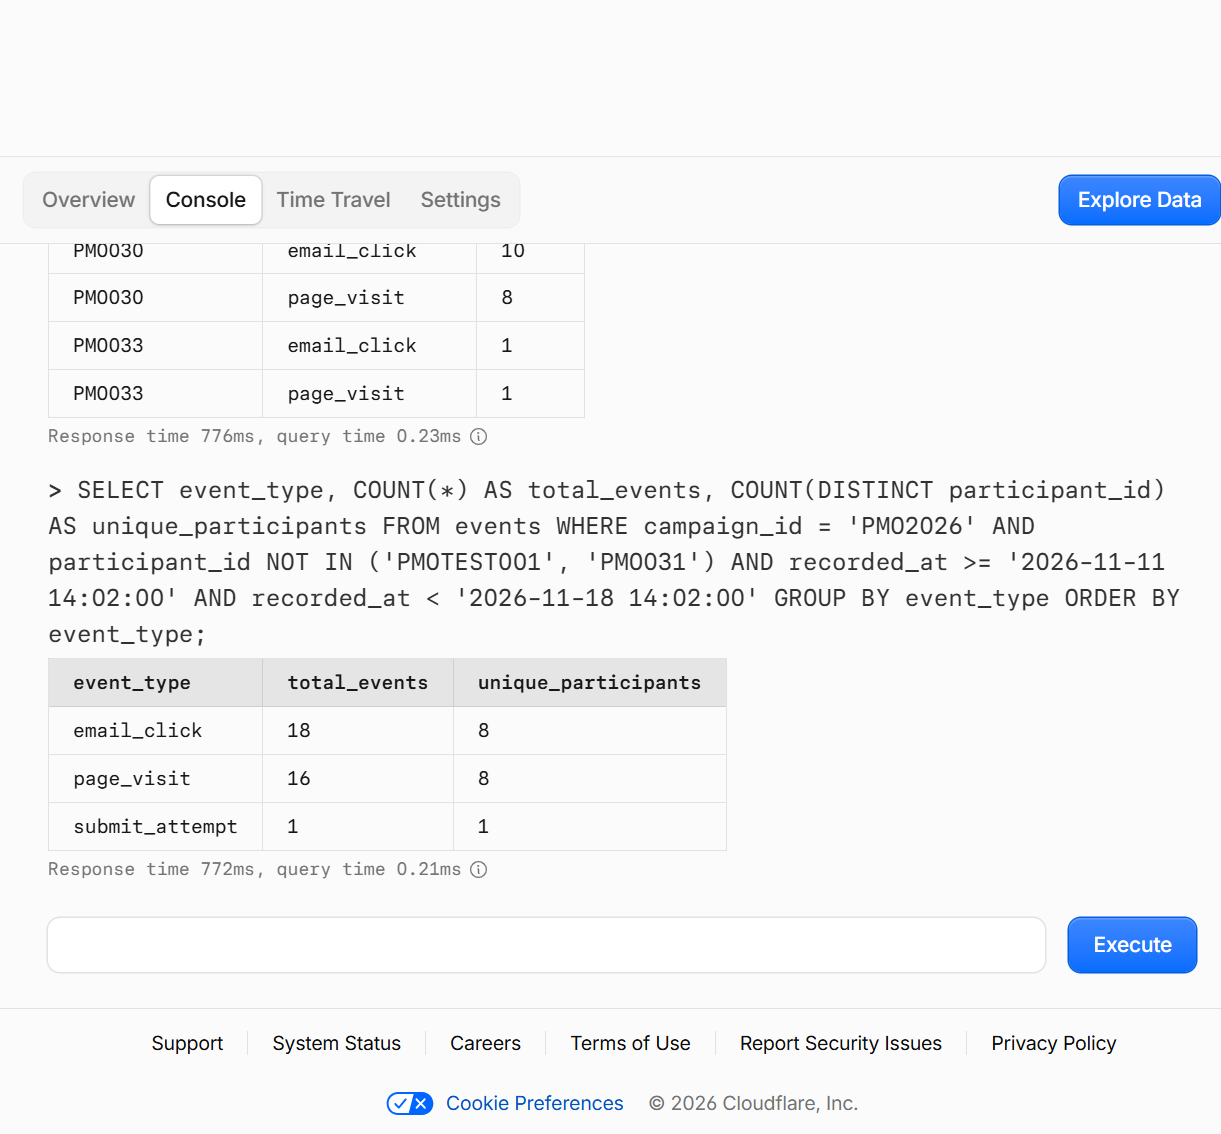 Overview Console Time Travel Settings Explore Data
PM0030 email_click 10
PM0030 page_visit 8
PM0033 email_click 1
PM0033 page_visit 1
Response time 776ms, query time 0.23ms
> SELECT event_type, COUNT(*) AS total_events, COUNT(DISTINCT participant_id)
AS unique_participants FROM events WHERE campaign_id = 'PMO2026' AND
participant_id NOT IN ('PMOTEST001', 'PM0031') AND recorded_at >= '2026-11-11
14:02:00' AND recorded_at < '2026-11-18 14:02:00' GROUP BY event_type ORDER BY
event_type;
event_type total_events unique_participants
email_click 18 8
page_visit 16 8
submit_attempt 1 1
Response time 772ms, query time 0.21ms
Execute
Support System Status Careers Terms of Use Report Security Issues Privacy Policy
Cookie Preferences © 2026 Cloudflare, Inc.